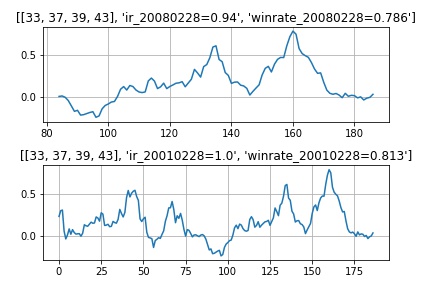 [[33, 37, 39, 43], 'ir_20080228=0.94', 'winrate_20080228=0.786']
0.5
0.0
80 100 120 140 160 180
[[33, 37, 39, 43], 'ir_20010228=1.0', 'winrate_20010228=0.813']
0.5
0.0
0 25 50 75 100 125 150 175